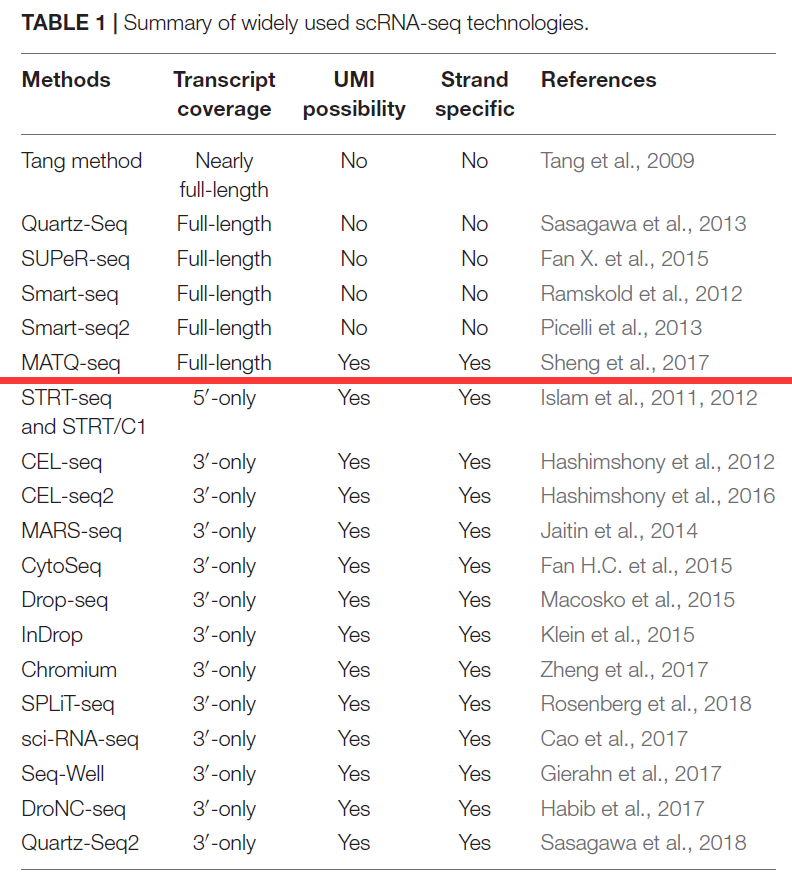 TABLE 1 | Summary of widely used scRNA-seq technologies.
Methods Transcript coverage UMI possibility Strand specific References
Tang method Nearly full-length No No Tang et al., 2009
Quartz-Seq Full-length No No Sasagawa et al., 2013
SUPeR-seq Full-length No No Fan X. et al., 2015
Smart-seq Full-length No No Ramskold et al., 2012
Smart-seq2 Full-length No No Picelli et al., 2013
MATQ-seq Full-length Yes Yes Sheng et al., 2017
STRT-seq and STRT/C1 5′-only Yes Yes Islam et al., 2011, 2012
CEL-seq 3′-only Yes Yes Hashimshony et al., 2012
CEL-seq2 3′-only Yes Yes Hashimshony et al., 2016
MARS-seq 3′-only Yes Yes Jaitin et al., 2014
CytoSeq 3′-only Yes Yes Fan H.C. et al., 2015
Drop-seq 3′-only Yes Yes Macosko et al., 2015
InDrop 3′-only Yes Yes Klein et al., 2015
Chromium 3′-only Yes Yes Zheng et al., 2017
SPLiT-seq 3′-only Yes Yes Rosenberg et al., 2018
sci-RNA-seq 3′-only Yes Yes Cao et al., 2017
Seq-Well 3′-only Yes Yes Gierahn et al., 2017
DroNC-seq 3′-only Yes Yes Habib et al., 2017
Quartz-Seq2 3′-only Yes Yes Sasagawa et al., 2018